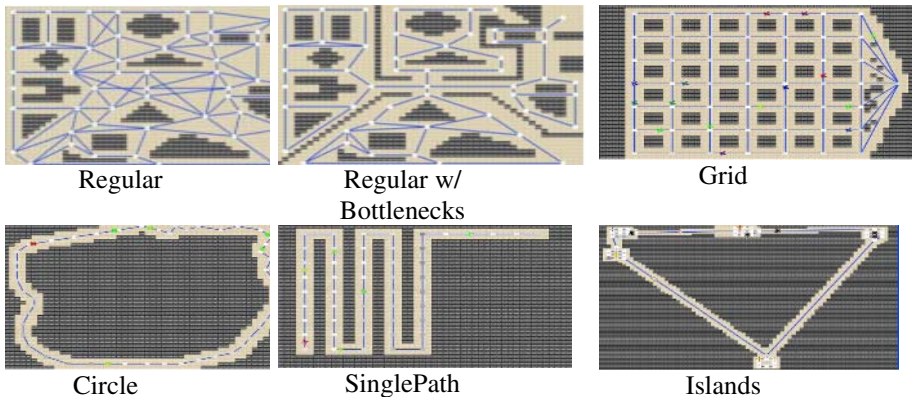 Regular
Regular w/
Bottlenecks
Grid
Circle
SinglePath
Islands